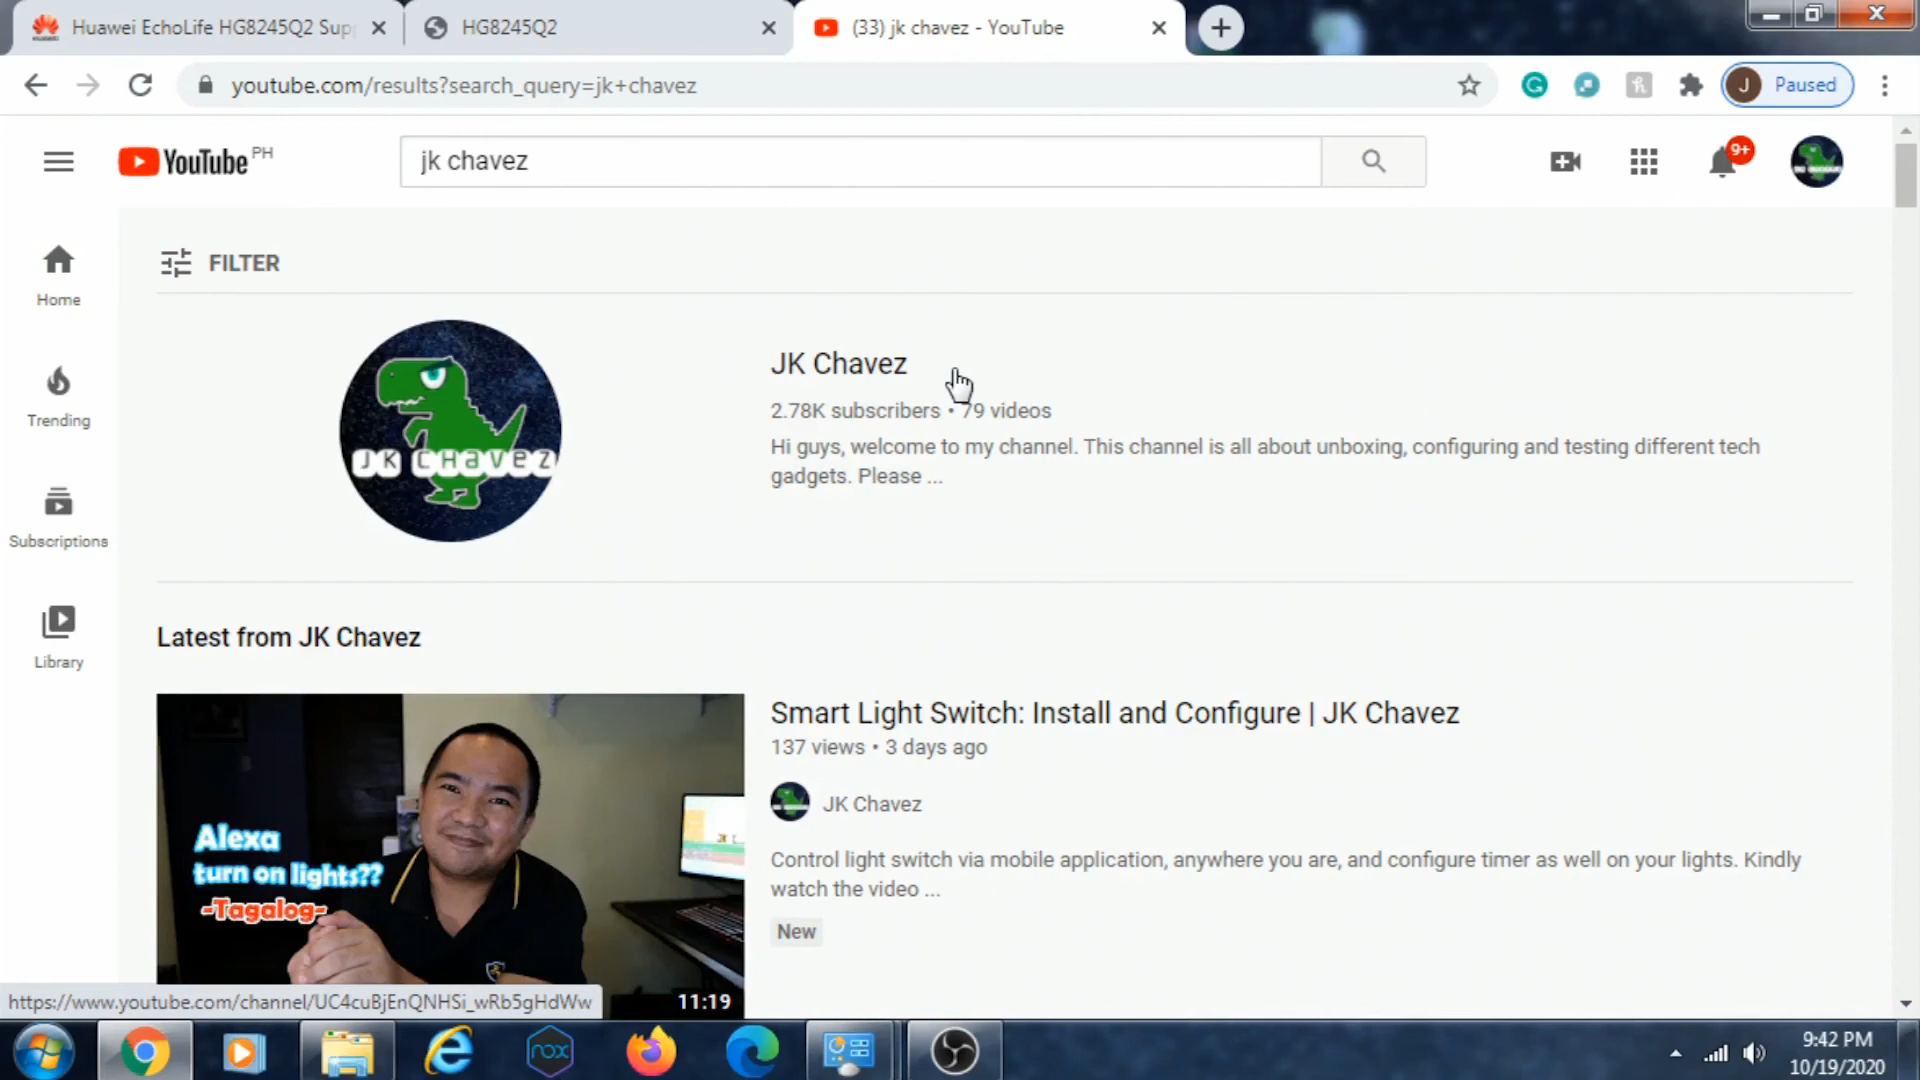 Huawei EchoLife HG8245Q2 Supp
HG8245Q2
(33) jk chavez - YouTube
youtube.com/results?search_query=jk+chavez
J Paused
YouTube PH
jk chavez
9+
Home
Trending
Subscriptions
Library
FILTER
JK CHAVEZ
JK Chavez
2.78K subscribers • 79 videos
Hi guys, welcome to my channel. This channel is all about unboxing, configuring and testing different tech
gadgets. Please ...
Latest from JK Chavez
Alexa
turn on lights??
-Tagalog-
11:19
Smart Light Switch: Install and Configure | JK Chavez
137 views • 3 days ago
JK Chavez
Control light switch via mobile application, anywhere you are, and configure timer as well on your lights. Kindly
watch the video ...
New
https://www.youtube.com/channel/UC4cuBjEnQNHSi_wRb5gHdWw
nox
9:42 PM
10/19/2020